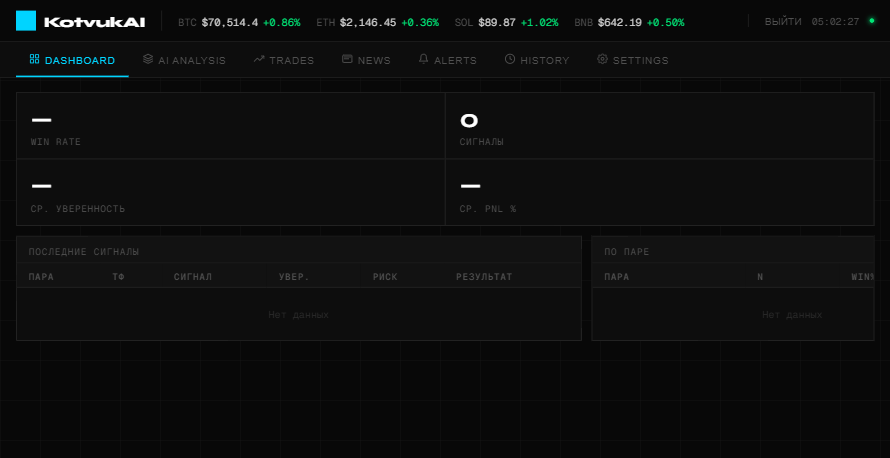 KotvukAI BTC $70,514.4 +0.86% ETH $2,146.45 +0.36% SOL $89.87 +1.02% BNB $642.19 +0.50% ВЫЙТИ 05:02:27
DASHBOARD AI ANALYSIS TRADES NEWS ALERTS HISTORY SETTINGS
—
WIN RATE
0
СИГНАЛЫ
—
СР. УВЕРЕННОСТЬ
—
СР. PNL %
ПОСЛЕДНИЕ СИГНАЛЫ
ПАРА ТФ СИГНАЛ УВЕР. РИСК РЕЗУЛЬТАТ
Нет данных
ПО ПАРЕ
ПАРА N WIN%
Нет данных